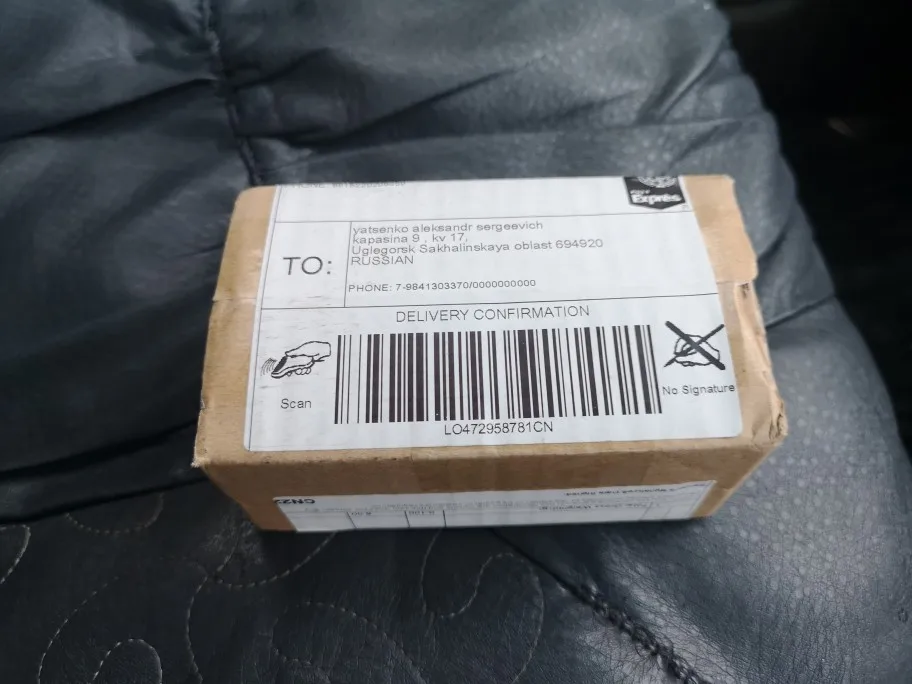 Expres
yatsenko aleksandr sergeevich
kapasina 9 , kv 17,
Uglegorsk Sakhalinskaya oblast 694920
RUSSIAN
TO:
PHONE: 7-9841303370/0000000000
DELIVERY CONFIRMATION
Scan
No Signature
LO472958781CN